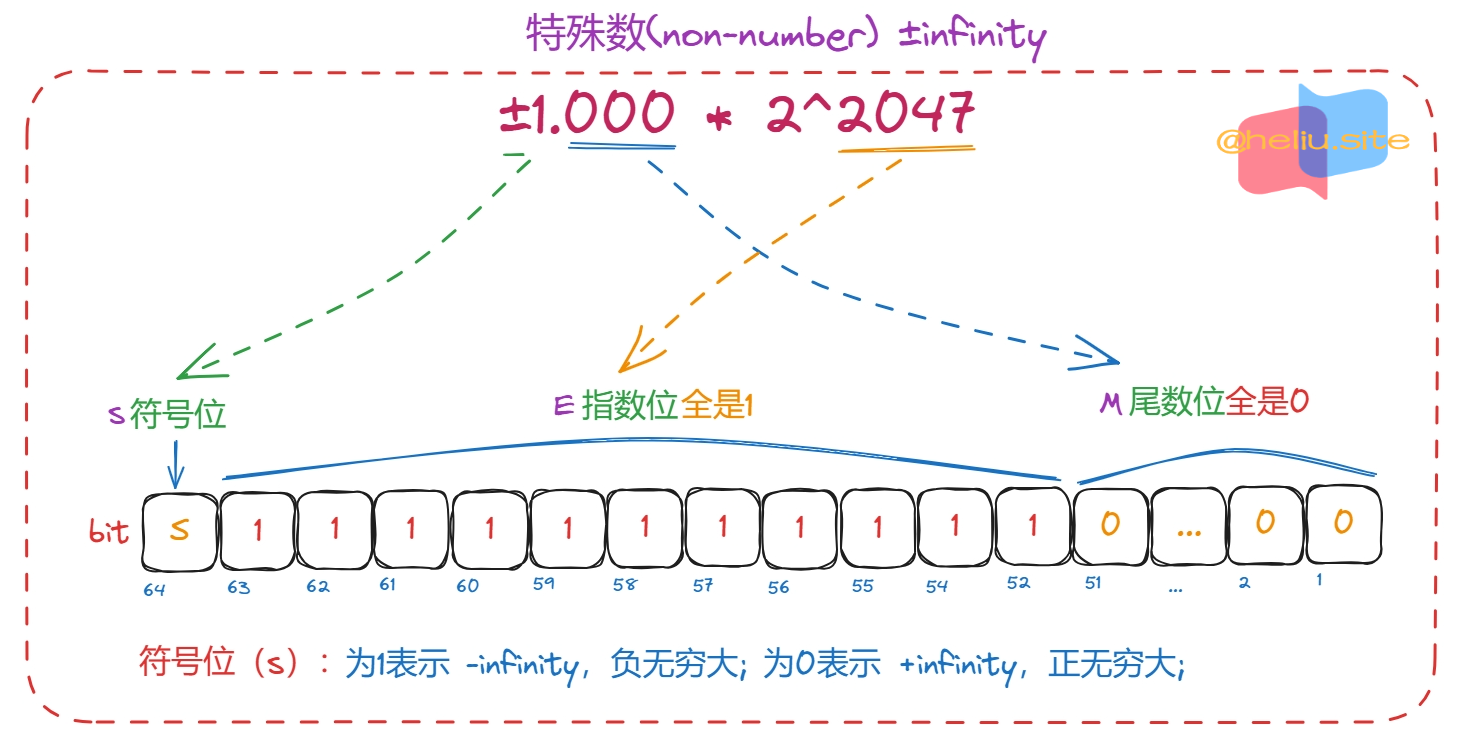 特殊数(non-number) ±infinity
±1.000 * 2^2047
@heliu.site
S 符号位
E 指数位 全是1
M 尾数位全是0
bit S 1 1 1 1 1 1 1 1 1 1 1 0 ... 0 0
64 63 62 61 60 59 58 57 56 55 54 52 51 ... 2 1
符号位（S）: 为1表示 -infinity, 负无穷大; 为0表示 +infinity, 正无穷大;